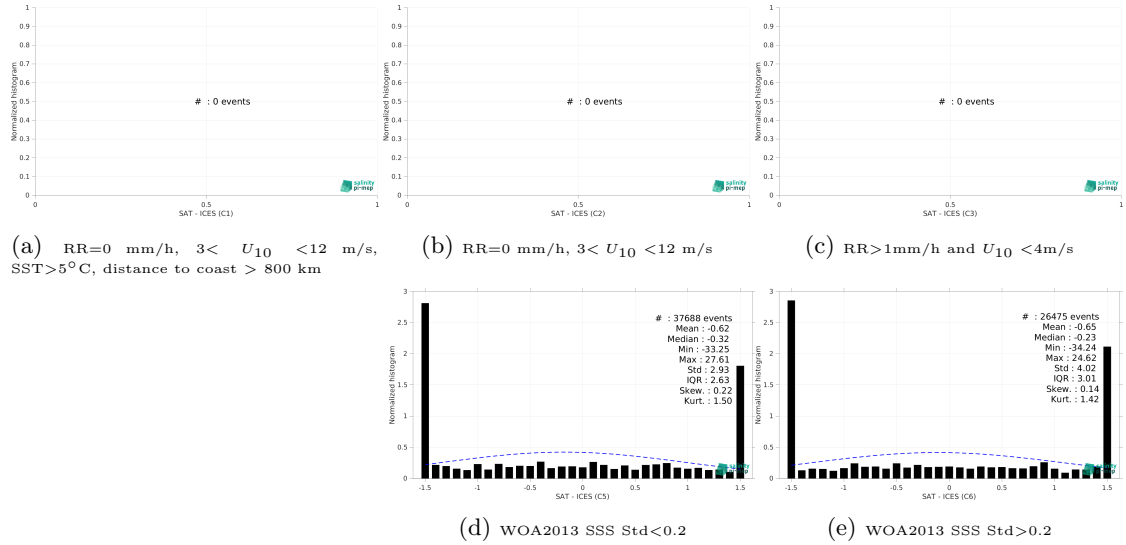 1
0.9
0.8
0.7
0.6
0.5
0.4
0.3
0.2
0.1
0
Normalized histogram
# : 0 events
salinity
pi-mep
0 0.5 1
SAT - ICES (C1)
(a) RR=0 mm/h, 3< U10 <12 m/s,
SST>5°C, distance to coast > 800 km
1
0.9
0.8
0.7
0.6
0.5
0.4
0.3
0.2
0.1
0
Normalized histogram
# : 0 events
salinity
pi-mep
0 0.5 1
SAT - ICES (C2)
(b) RR=0 mm/h, 3< U10 <12 m/s
1
0.9
0.8
0.7
0.6
0.5
0.4
0.3
0.2
0.1
0
Normalized histogram
# : 0 events
salinity
pi-mep
0 0.5 1
SAT - ICES (C3)
(c) RR>1mm/h and U10 <4m/s
3
2.5
2
1.5
1
0.5
0
Normalized histogram
# : 37688 events
Mean : -0.62
Median : -0.32
Min : -33.25
Max : 27.61
Std : 2.93
IQR : 2.63
Skew. : 0.22
Kurt. : 1.50
salinity
pi-mep
-1.5 -1 -0.5 0 0.5 1 1.5
SAT - ICES (C5)
(d) WOA2013 SSS Std<0.2
3
2.5
2
1.5
1
0.5
0
Normalized histogram
# : 26475 events
Mean : -0.65
Median : -0.23
Min : -34.24
Max : 24.62
Std : 4.02
IQR : 3.01
Skew. : 0.14
Kurt. : 1.42
salinity
pi-mep
-1.5 -1 -0.5 0 0.5 1 1.5
SAT - ICES (C6)
(e) WOA2013 SSS Std>0.2